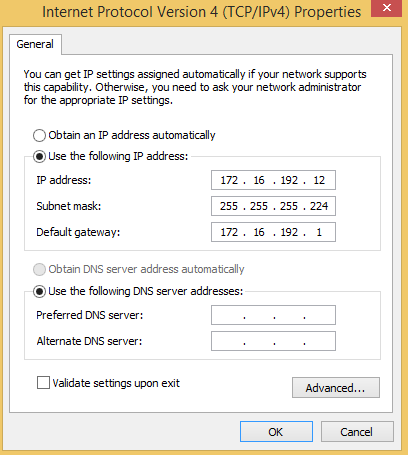 Internet Protocol Version 4 (TCP/IPv4) Properties
General
You can get IP settings assigned automatically if your network supports
this capability. Otherwise, you need to ask your network administrator
for the appropriate IP settings.
Obtain an IP address automatically
Use the following IP address:
IP address: 172 . 16 . 192 . 12
Subnet mask: 255 . 255 . 255 . 224
Default gateway: 172 . 16 . 192 . 1
Obtain DNS server address automatically
Use the following DNS server addresses:
Preferred DNS server: . . .
Alternate DNS server: . . .
Validate settings upon exit
Advanced...
OK Cancel